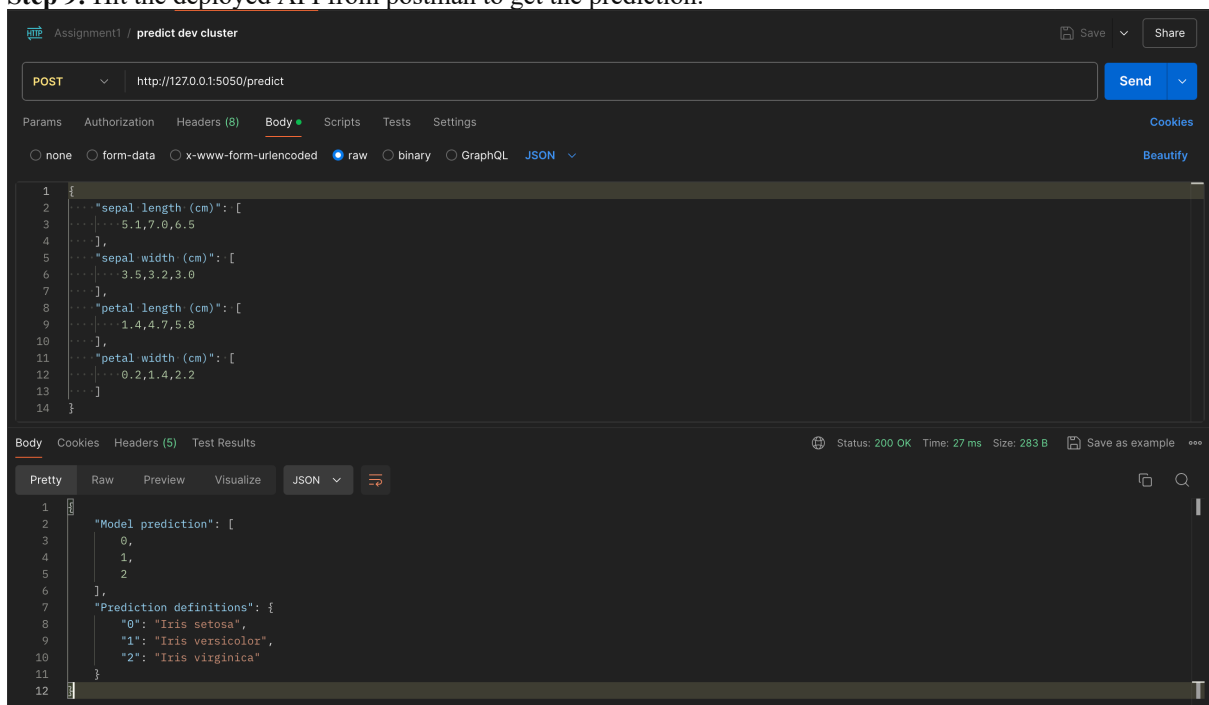 Step 9. Hit the deployed API from postman to get the prediction.
HTTP Assignment1 / predict dev cluster Save Share
POST http://127.0.0.1:5050/predict Send
Params Authorization Headers (8) Body Scripts Tests Settings Cookies
none form-data x-www-form-urlencoded raw binary GraphQL JSON Beautify
1 {
2 "sepal length (cm)": [
3 5.1,7.0,6.5
4 ],
5 "sepal width (cm)": [
6 3.5,3.2,3.0
7 ],
8 "petal length (cm)": [
9 1.4,4.7,5.8
10 ],
11 "petal width (cm)": [
12 0.2,1.4,2.2
13 ]
14 }
Body Cookies Headers (5) Test Results Status: 200 OK Time: 27 ms Size: 283 B Save as example
Pretty Raw Preview Visualize JSON
1 {
2 "Model prediction": [
3 0,
4 1,
5 2
6 ],
7 "Prediction definitions": {
8 "0": "Iris setosa",
9 "1": "Iris versicolor",
10 "2": "Iris virginica"
11 }
12 }